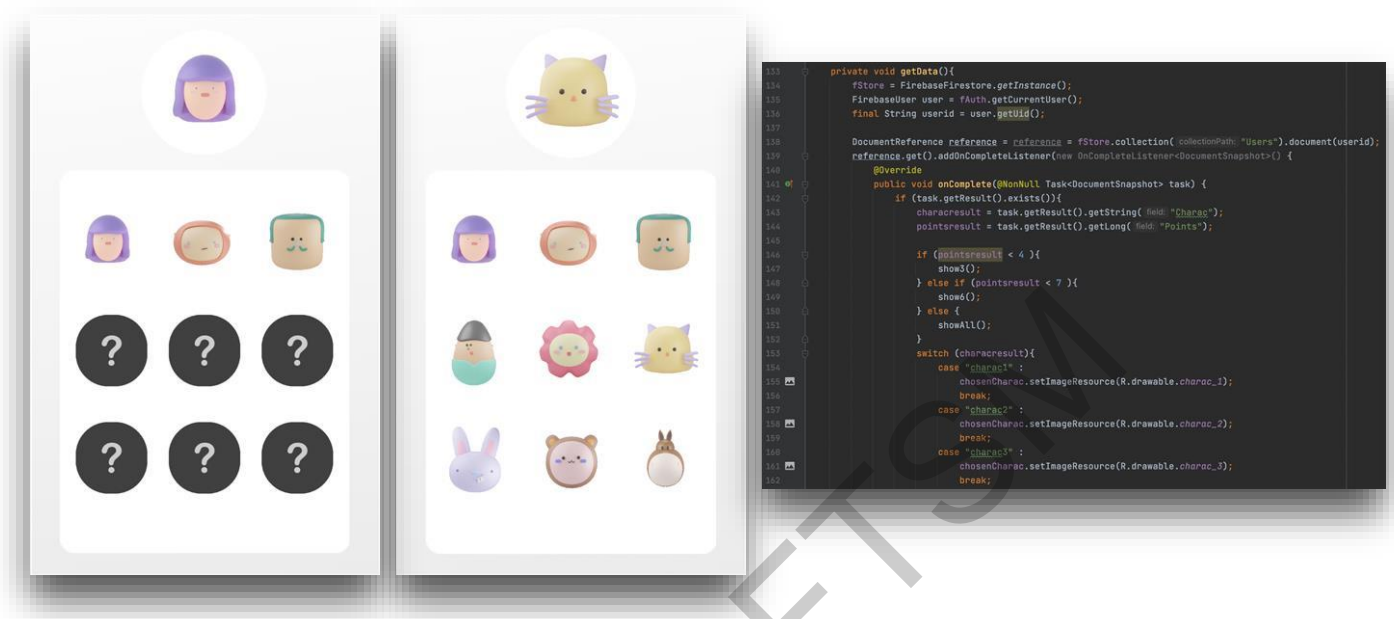 ? ? ?
? ? ?
133 private void getData(){
134 fStore = FirebaseFirestore.getInstance();
135 FirebaseUser user = fAuth.getCurrentUser();
136 final String userid = user.getUid();
137
138 DocumentReference reference = reference = fStore.collection( collectionPath: "Users").document(userid);
139 reference.get().addOnCompleteListener(new OnCompleteListener<DocumentSnapshot>() {
140 @Override
141 public void onComplete(@NonNull Task<DocumentSnapshot> task) {
142 if (task.getResult().exists()){
143 characresult = task.getResult().getString( field: "Charac");
144 pointsresult = task.getResult().getLong( field: "Points");
145
146 if (pointsresult < 4 ){
147 show3();
148 } else if (pointsresult < 7 ){
149 show6();
150 } else {
151 showAll();
152 }
153 switch (characresult){
154 case "charac1" :
155 chosenCharac.setImageResource(R.drawable.charac_1);
156 break;
157 case "charac2" :
158 chosenCharac.setImageResource(R.drawable.charac_2);
159 break;
160 case "charac3" :
161 chosenCharac.setImageResource(R.drawable.charac_3);
162 break;